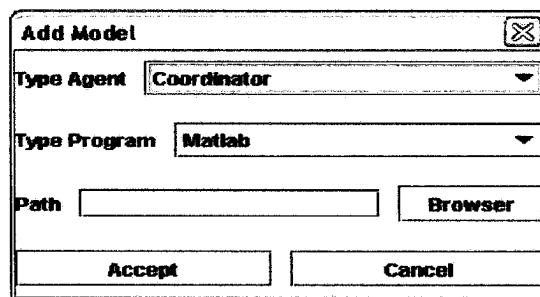 Add Model
Type Agent Coordinator
Type Program Matlab
Path Browser
Accept Cancel